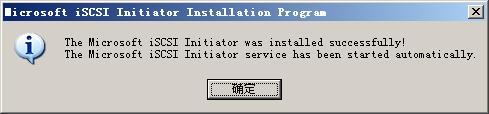 Microsoft iSCSI Initiator Installation Program
The Microsoft iSCSI Initiator was installed successfully!
The Microsoft iSCSI Initiator service has been started automatically.
确定